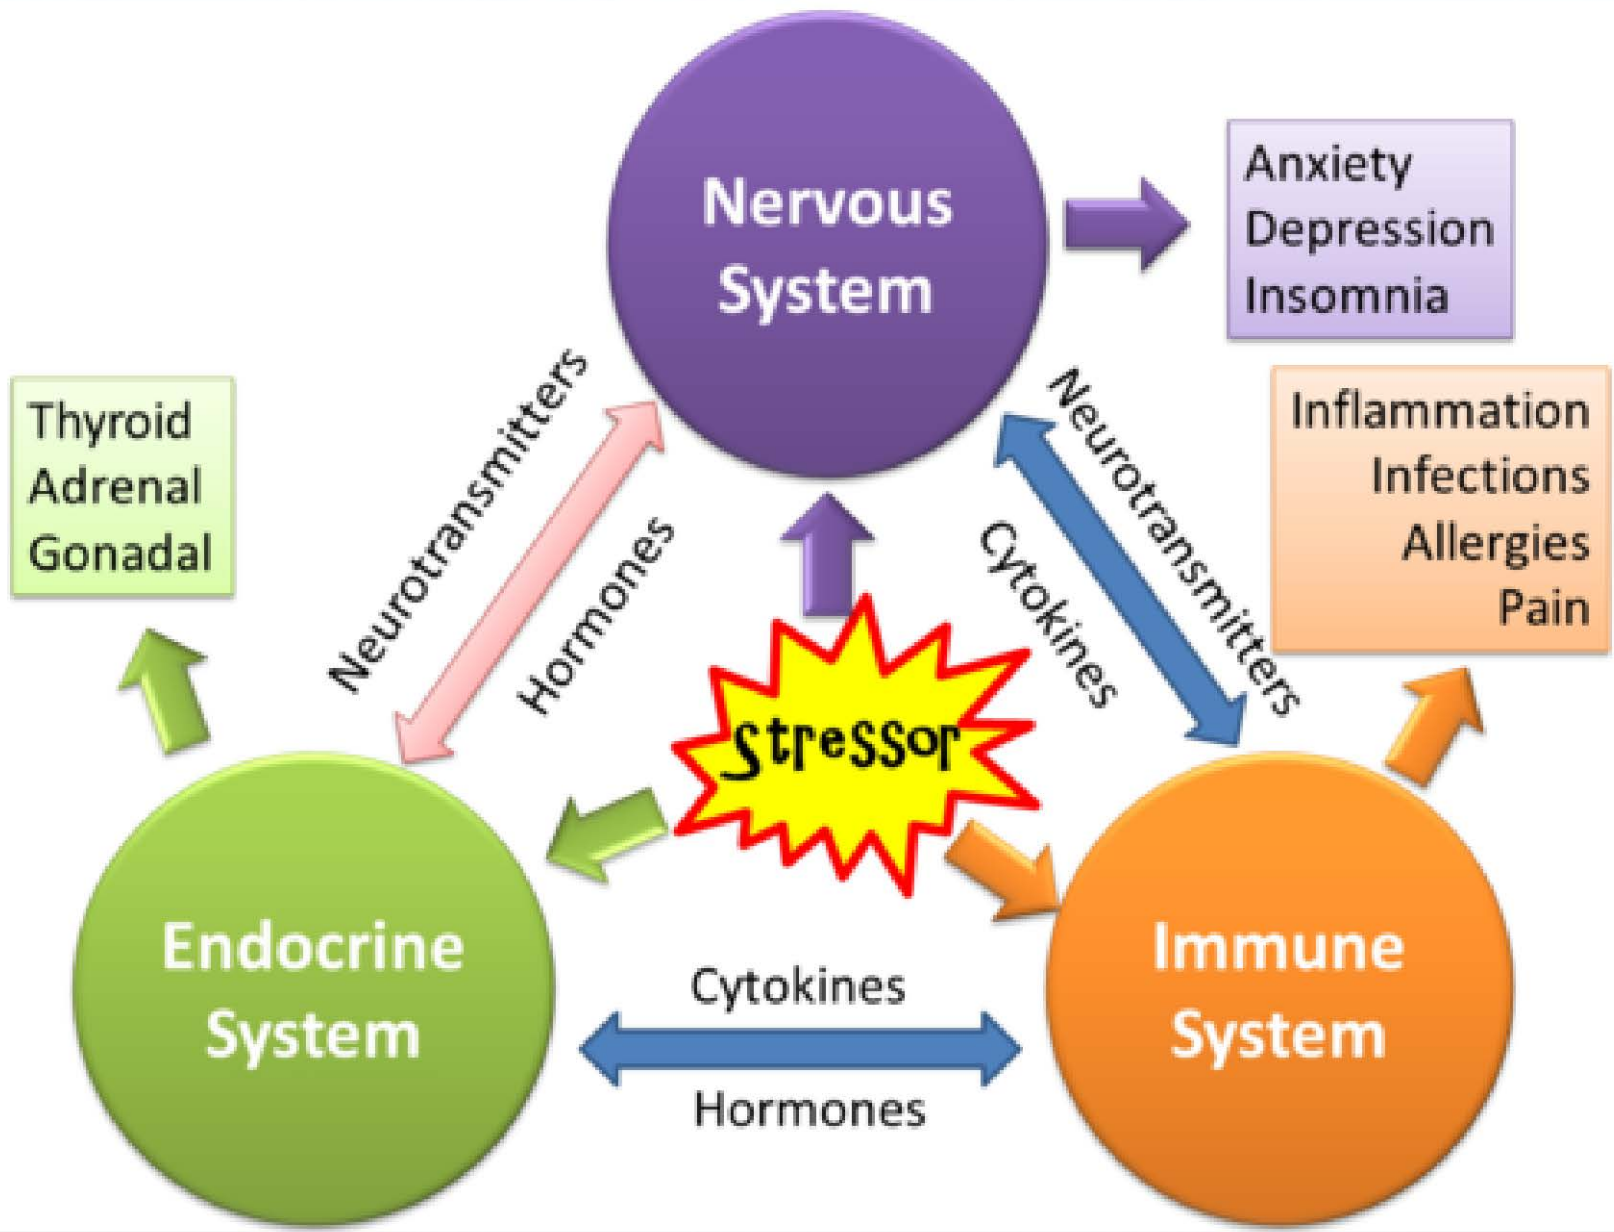 Nervous
System
Anxiety
Depression
Insomnia
Thyroid
Adrenal
Gonadal
Neurotransmitters
Hormones
Neurotransmitters
Cytokines
Inflammation
Infections
Allergies
Pain
Stressor
Endocrine
System
Cytokines
Hormones
Immune
System